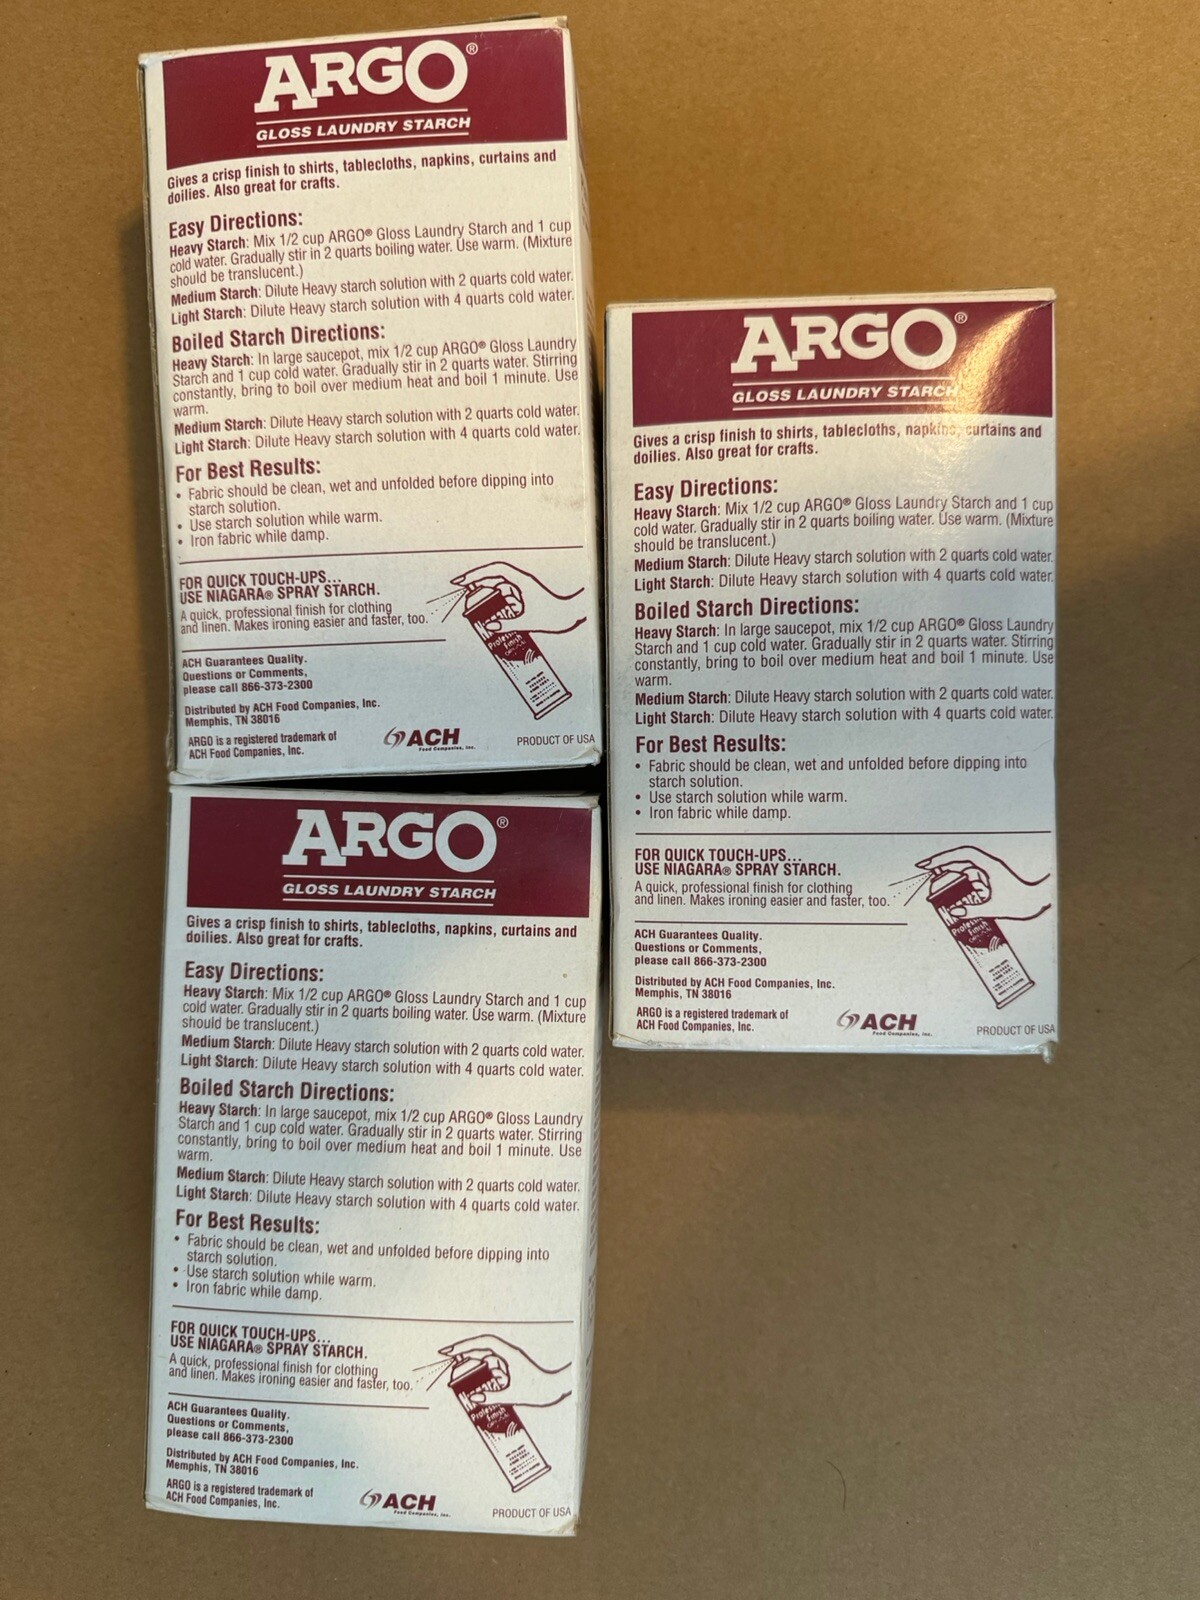 ARGO®
GLOSS LAUNDRY STARCH
Gives a crisp finish to shirts, tablecloths, napkins, curtains and
doilies. Also great for crafts.
Easy Directions:
Heavy Starch: Mix 1/2 cup ARGO® Gloss Laundry Starch and 1 cup
cold water. Gradually stir in 2 quarts boiling water. Use warm. (Mixture
should be translucent.)
Medium Starch: Dilute Heavy starch solution with 2 quarts cold water.
Light Starch: Dilute Heavy starch solution with 4 quarts cold water.
Boiled Starch Directions:
Heavy Starch: In large saucepot, mix 1/2 cup ARGO® Gloss Laundry
Starch and 1 cup cold water. Gradually stir in 2 quarts water. Stirring
constantly, bring to boil over medium heat and boil 1 minute. Use
warm.
Medium Starch: Dilute Heavy starch solution with 2 quarts cold water.
Light Starch: Dilute Heavy starch solution with 4 quarts cold water.
For Best Results:
• Fabric should be clean, wet and unfolded before dipping into
starch solution.
• Use starch solution while warm.
• Iron fabric while damp.
FOR QUICK TOUCH-UPS...
USE NIAGARA® SPRAY STARCH.
A quick, professional finish for clothing
and linen. Makes ironing easier and faster, too.
Finish
ACH Guarantees Quality.
Questions or Comments,
please call 866-373-2300
Distributed by ACH Food Companies, Inc.
Memphis, TN 38016
ARGO is a registered trademark of
ACH Food Companies, Inc.
ACH
Food Companies, Inc.
PRODUCT OF USA
ARGO®
GLOSS LAUNDRY STARCH
Gives a crisp finish to shirts, tablecloths, napkins, curtains and
doilies. Also great for crafts.
Easy Directions:
Heavy Starch: Mix 1/2 cup ARGO® Gloss Laundry Starch and 1 cup
cold water. Gradually stir in 2 quarts boiling water. Use warm. (Mixture
should be translucent.)
Medium Starch: Dilute Heavy starch solution with 2 quarts cold water.
Light Starch: Dilute Heavy starch solution with 4 quarts cold water.
Boiled Starch Directions:
Heavy Starch: In large saucepot, mix 1/2 cup ARGO® Gloss Laundry
Starch and 1 cup cold water. Gradually stir in 2 quarts water. Stirring
constantly, bring to boil over medium heat and boil 1 minute. Use
warm.
Medium Starch: Dilute Heavy starch solution with 2 quarts cold water.
Light Starch: Dilute Heavy starch solution with 4 quarts cold water.
For Best Results:
• Fabric should be clean, wet and unfolded before dipping into
starch solution.
• Use starch solution while warm.
• Iron fabric while damp.
FOR QUICK TOUCH-UPS...
USE NIAGARA® SPRAY STARCH.
A quick, professional finish for clothing
and linen. Makes ironing easier and faster, too.
Finish
ACH Guarantees Quality.
Questions or Comments,
please call 866-373-2300
Distributed by ACH Food Companies, Inc.
Memphis, TN 38016
ARGO is a registered trademark of
ACH Food Companies, Inc.
ACH
Food Companies, Inc.
PRODUCT OF USA
ARGO®
GLOSS LAUNDRY STARCH
Gives a crisp finish to shirts, tablecloths, napkins, curtains and
doilies. Also great for crafts.
Easy Directions:
Heavy Starch: Mix 1/2 cup ARGO® Gloss Laundry Starch and 1 cup
cold water. Gradually stir in 2 quarts boiling water. Use warm. (Mixture
should be translucent.)
Medium Starch: Dilute Heavy starch solution with 2 quarts cold water.
Light Starch: Dilute Heavy starch solution with 4 quarts cold water.
Boiled Starch Directions:
Heavy Starch: In large saucepot, mix 1/2 cup ARGO® Gloss Laundry
Starch and 1 cup cold water. Gradually stir in 2 quarts water. Stirring
constantly, bring to boil over medium heat and boil 1 minute. Use
warm.
Medium Starch: Dilute Heavy starch solution with 2 quarts cold water.
Light Starch: Dilute Heavy starch solution with 4 quarts cold water.
For Best Results:
• Fabric should be clean, wet and unfolded before dipping into
starch solution.
• Use starch solution while warm.
• Iron fabric while damp.
FOR QUICK TOUCH-UPS...
USE NIAGARA® SPRAY STARCH.
A quick, professional finish for clothing
and linen. Makes ironing easier and faster, too.
Finish
ACH Guarantees Quality.
Questions or Comments,
please call 866-373-2300
Distributed by ACH Food Companies, Inc.
Memphis, TN 38016
ARGO is a registered trademark of
ACH Food Companies, Inc.
ACH
Food Companies, Inc.
PRODUCT OF USA